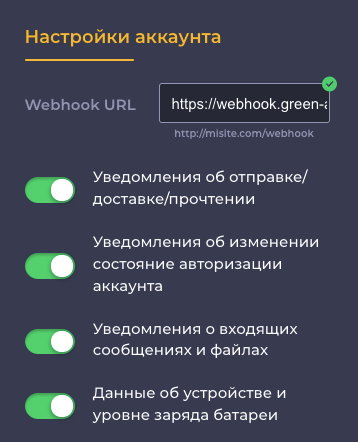 Настройки аккаунта
Webhook URL
https://webhook.green-
http://misite.com/webhook
Уведомления об отправке/
доставке/прочтении
Уведомления об изменении
состояние авторизации
аккаунта
Уведомления о входящих
сообщениях и файлах
Данные об устройстве и
уровне заряда батареи